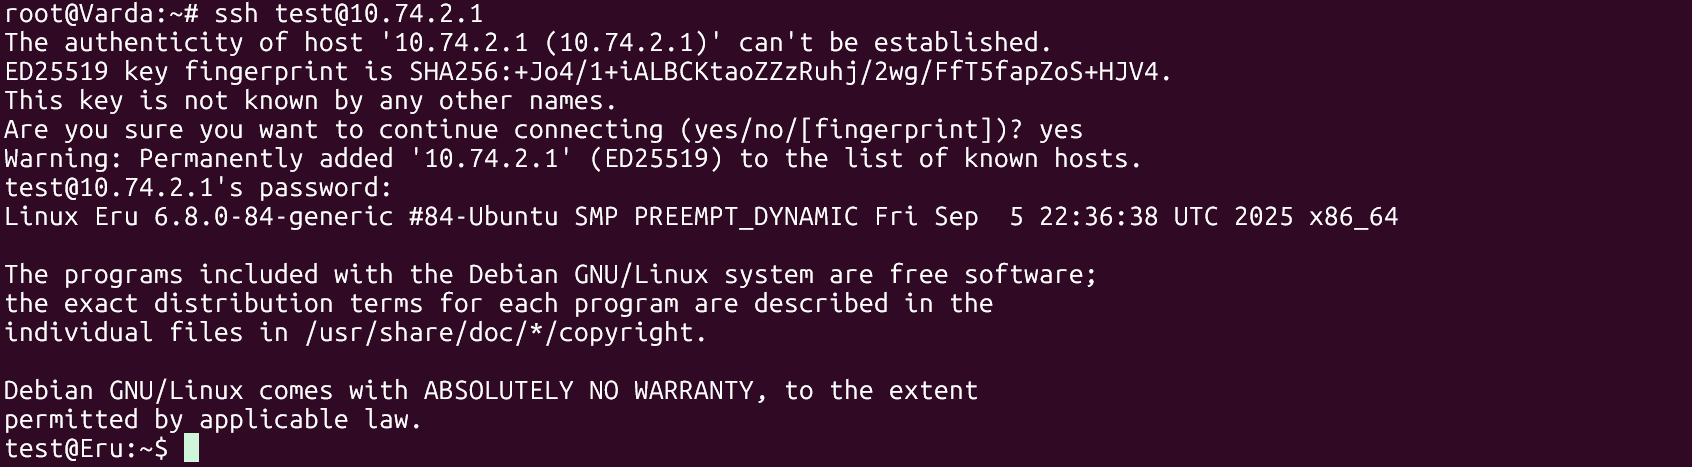 root@Varda:~# ssh test@10.74.2.1
The authenticity of host '10.74.2.1 (10.74.2.1)' can't be established.
ED25519 key fingerprint is SHA256:+Jo4/1+iALBCKtaoZZzRuhj/2wg/FfT5fapZoS+HJV4.
This key is not known by any other names.
Are you sure you want to continue connecting (yes/no/[fingerprint])? yes
Warning: Permanently added '10.74.2.1' (ED25519) to the list of known hosts.
test@10.74.2.1's password:
Linux Eru 6.8.0-84-generic #84-Ubuntu SMP PREEMPT_DYNAMIC Fri Sep  5 22:36:38 UTC 2025 x86_64

The programs included with the Debian GNU/Linux system are free software;
the exact distribution terms for each program are described in the
individual files in /usr/share/doc/*/copyright.

Debian GNU/Linux comes with ABSOLUTELY NO WARRANTY, to the extent
permitted by applicable law.
test@Eru:~$